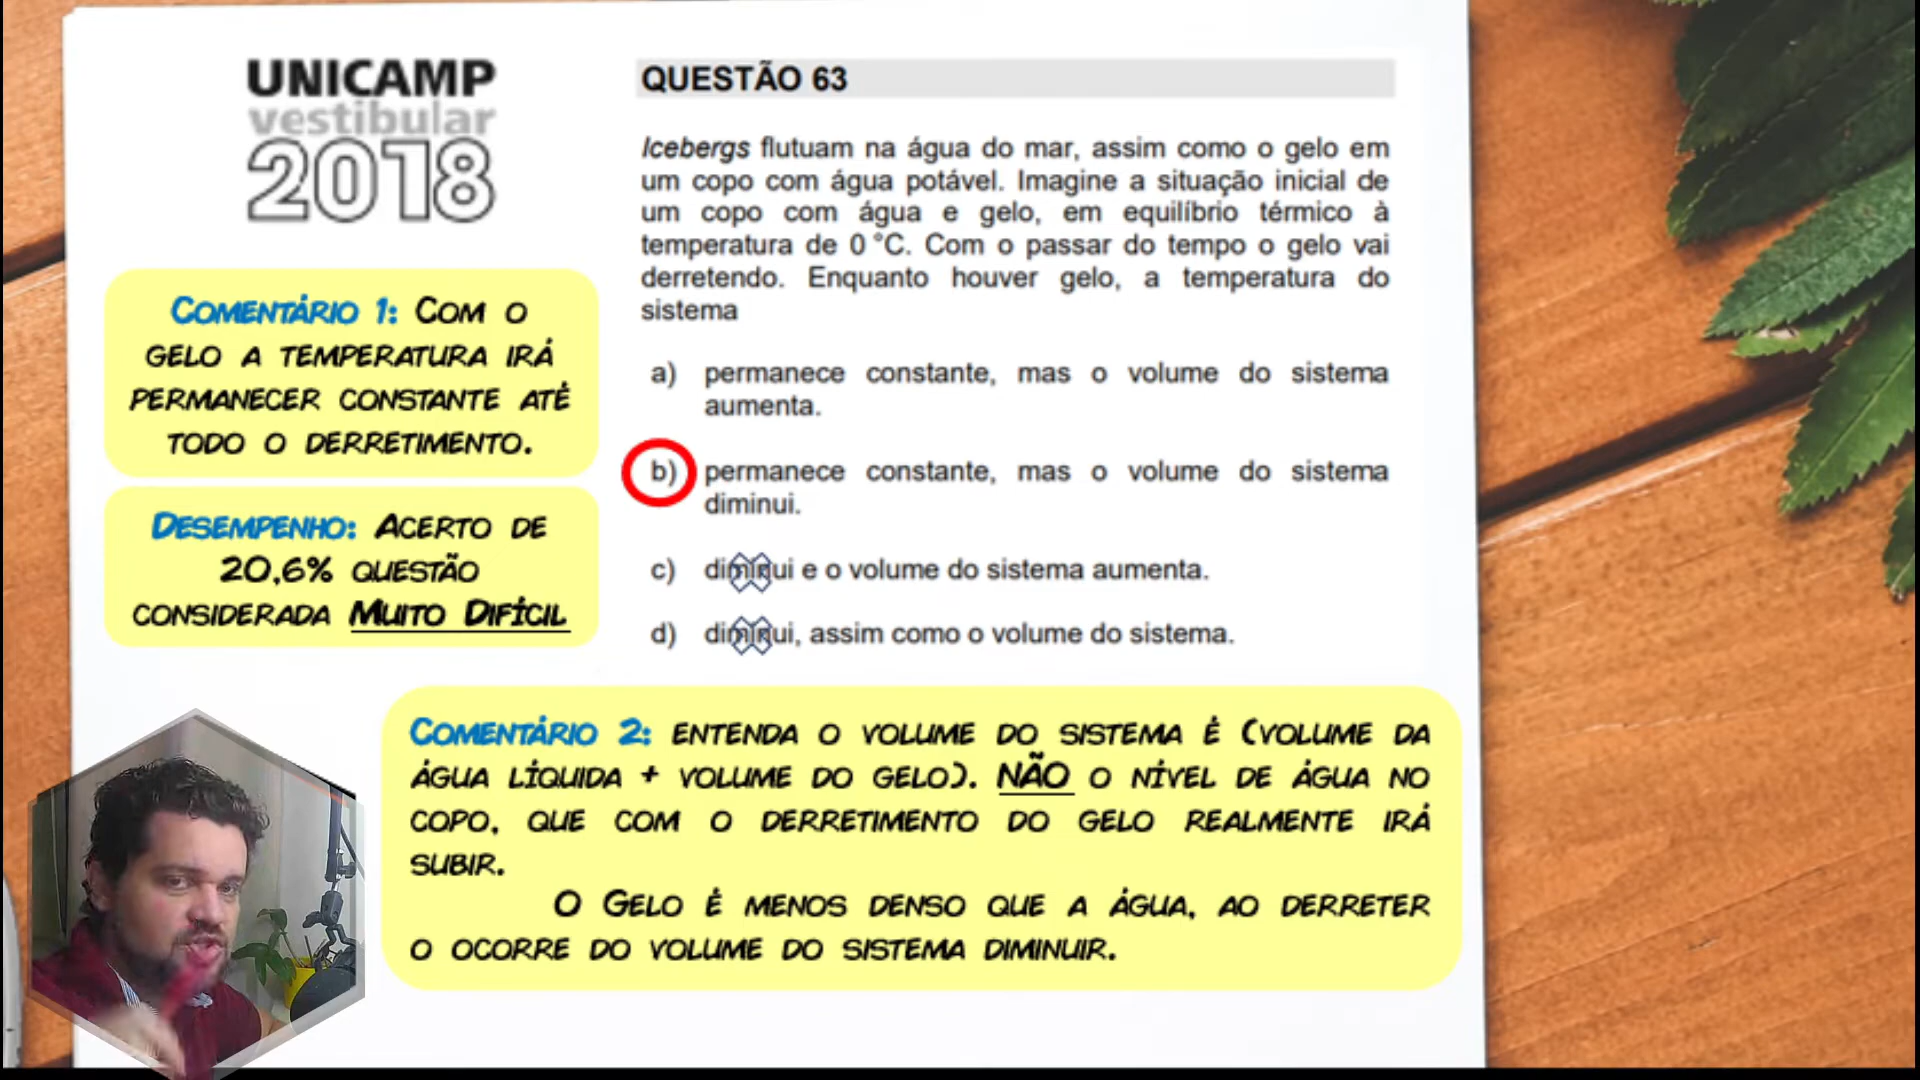 UNICAMP
vestibular
2018
QUESTÃO 63
Icebergs flutuam na água do mar, assim como o gelo em
um copo com água potável. Imagine a situação inicial de
um copo com água e gelo, em equilíbrio térmico à
temperatura de 0 °C. Com o passar do tempo o gelo vai
derretendo. Enquanto houver gelo, a temperatura do
sistema
a) permanece constante, mas o volume do sistema
aumenta.
b) permanece constante, mas o volume do sistema
diminui.
c) diminui e o volume do sistema aumenta.
d) diminui, assim como o volume do sistema.
COMENTÁRIO 1: COM O
GELO A TEMPERATURA IRÁ
PERMANECER CONSTANTE ATÉ
TODO O DERRETIMENTO.
DESEMPENHO: ACERTO DE
20,6% QUESTÃO
CONSIDERADA MUITO DIFÍCIL
COMENTÁRIO 2: ENTENDA O VOLUME DO SISTEMA É (VOLUME DA
ÁGUA LÍQUIDA + VOLUME DO GELO). NÃO O NÍVEL DE ÁGUA NO
COPO, QUE COM O DERRETIMENTO DO GELO REALMENTE IRÁ
SUBIR.
O GELO É MENOS DENSO QUE A ÁGUA, AO DERRETER
O OCORRE DO VOLUME DO SISTEMA DIMINUIR.